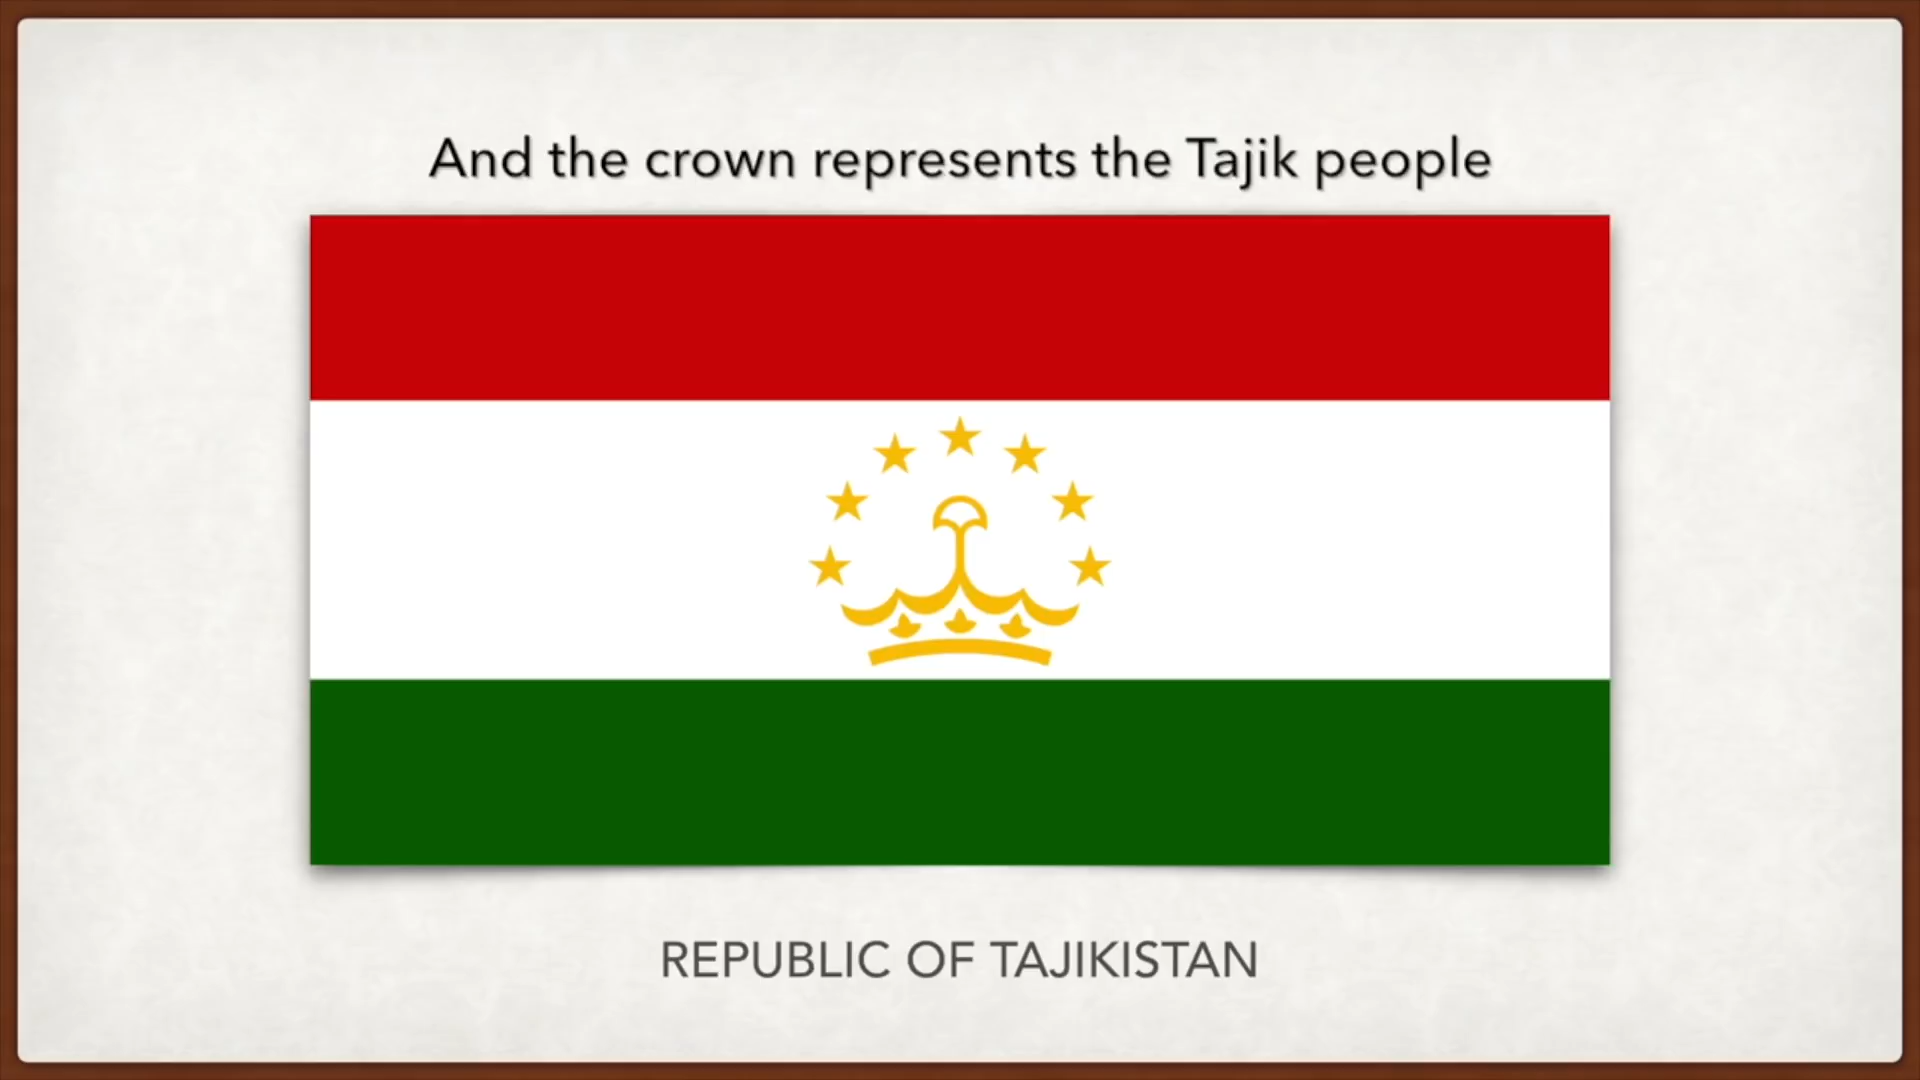 And the crown represents the Tajik people
REPUBLIC OF TAJIKISTAN